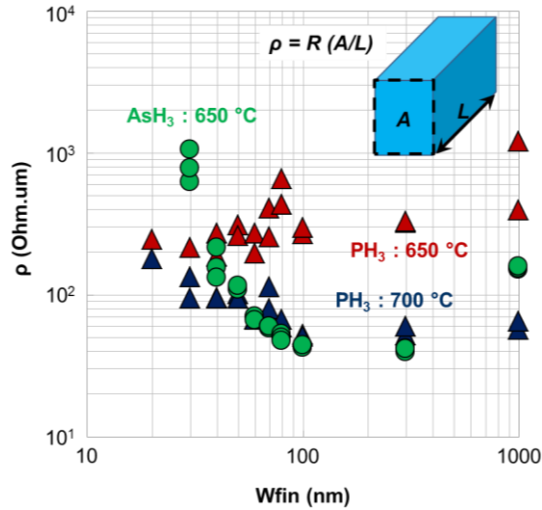 10⁴
ρ = R (A/L)
A
L
AsH₃ : 650 °C
10³
ρ (Ohm.um)
PH₃ : 650 °C
PH₃ : 700 °C
10²
10¹
10
100
1000
Wfin (nm)